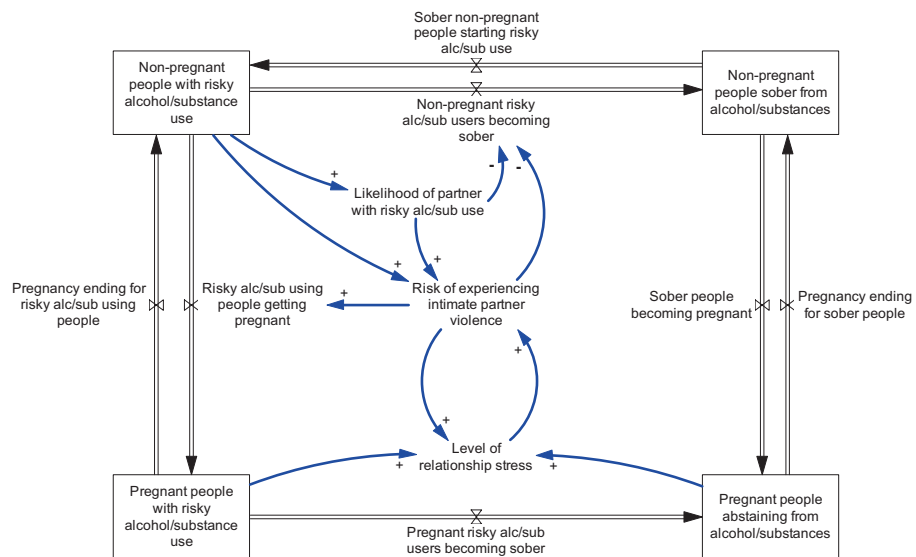 Sober non-pregnant
people starting risky
alc/sub use
Non-pregnant
people with risky
alcohol/substance
use
Non-pregnant
people sober from
alcohol/substances
Non-pregnant risky
alc/sub users becoming
sober
-
-
+
Likelihood of partner
with risky alc/sub use
+
+
Pregnancy ending for
risky alc/sub using
people
Risky alc/sub using
people getting
pregnant
+
Risk of experiencing
intimate partner
violence
Sober people
becoming pregnant
Pregnancy ending
for sober people
+
+
Level of
relationship stress
+
+
Pregnant people
with risky
alcohol/substance
use
Pregnant people
abstaining from
alcohol/substances
Pregnant risky alc/sub
users becoming sober